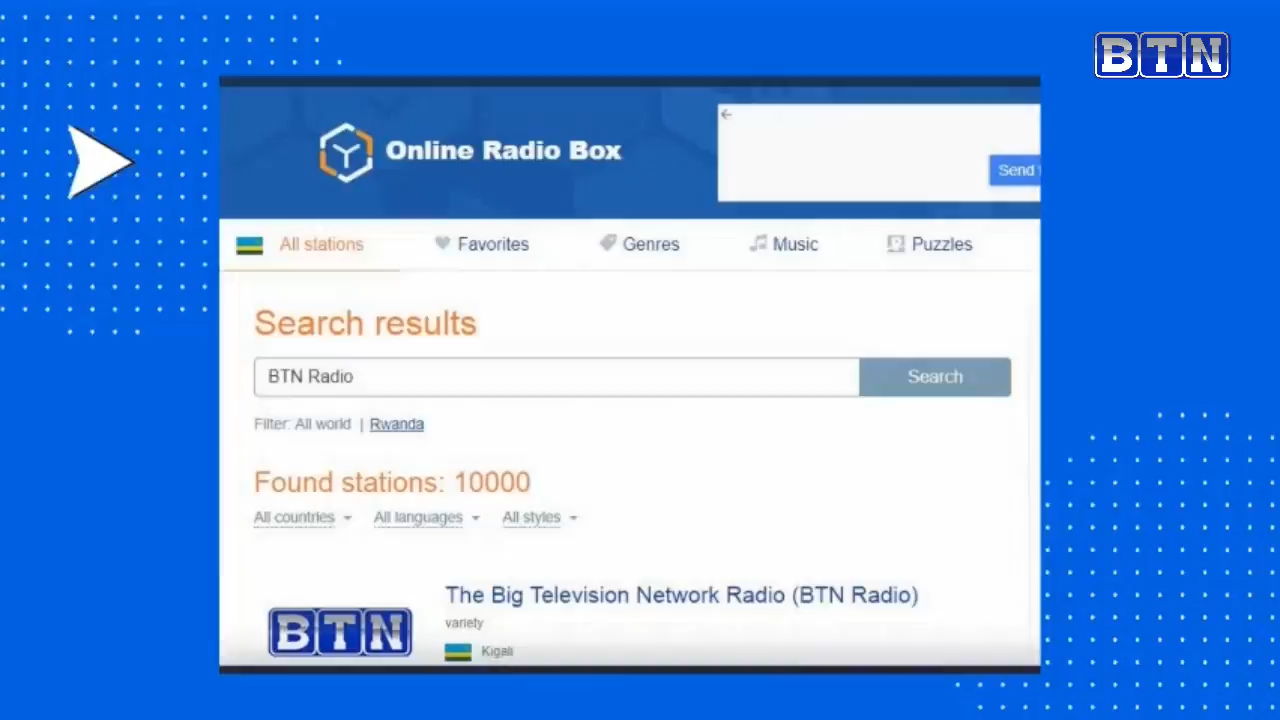 BTN
Online Radio Box
Send
All stations
Favorites
Genres
Music
Puzzles
Search results
BTN Radio
Search
Filter: All world | Rwanda
Found stations: 10000
All countries
All languages
All styles
The Big Television Network Radio (BTN Radio)
variety
BTN
Kigali